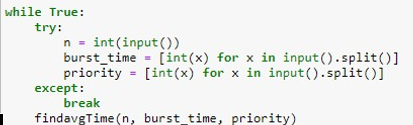 while True:
    try:
        n = int(input())
        burst_time = [int(x) for x in input().split()]
        priority = [int(x) for x in input().split()]
    except:
        break
    findavgTime(n, burst_time, priority)